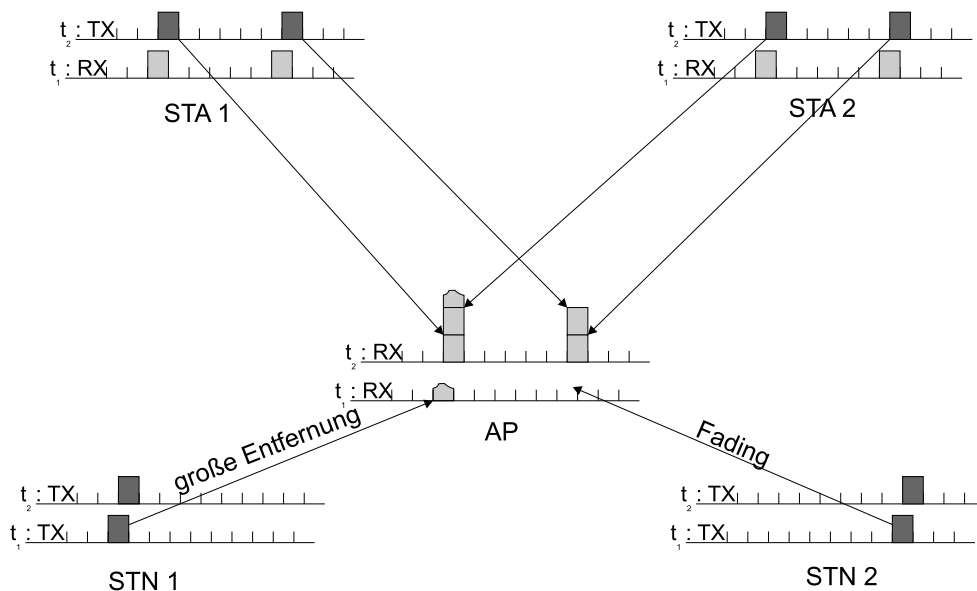 t₂ : TX
t₁ : RX
STA 1
t₂ : TX
t₁ : RX
STA 2
t₂ : RX
t₁ : RX
AP
große Entfernung
Fading
t₂ : TX
t₁ : TX
STN 1
t₂ : TX
t₁ : TX
STN 2